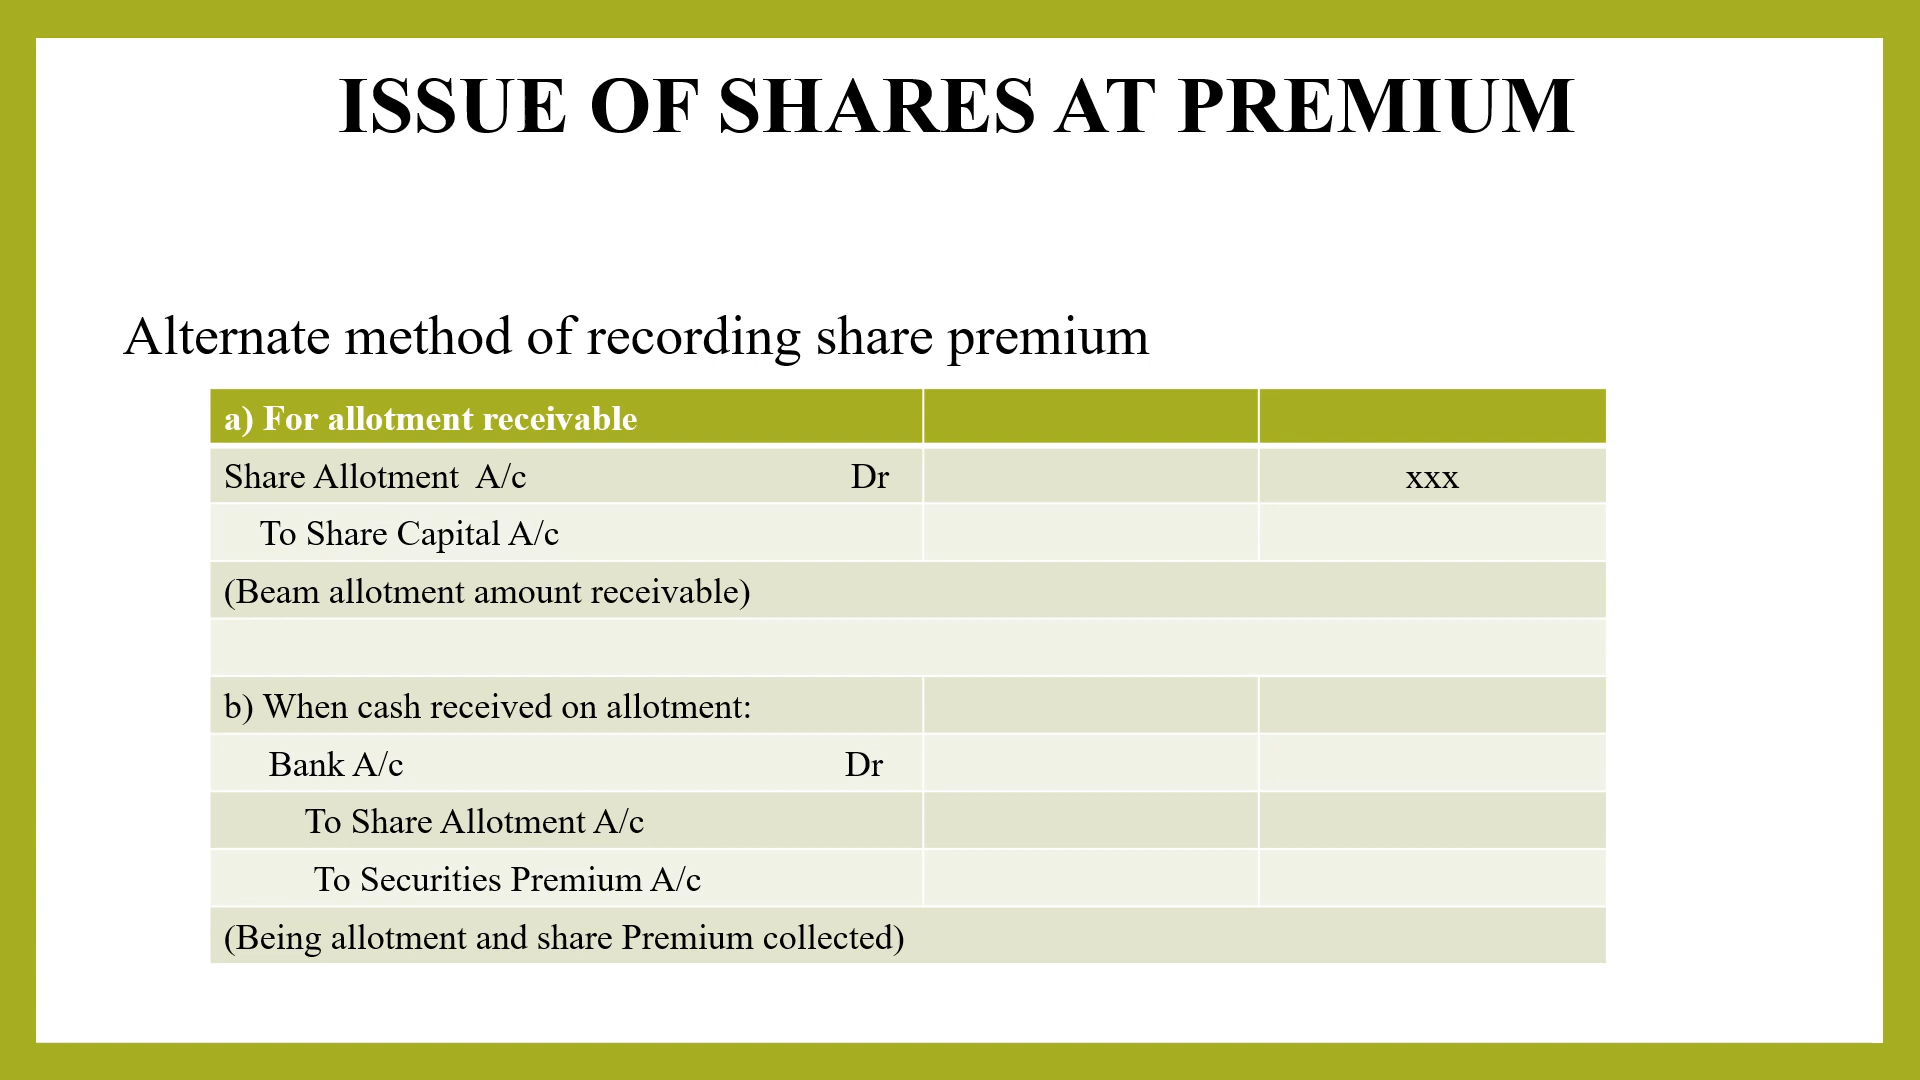 ISSUE OF SHARES AT PREMIUM
Alternate method of recording share premium
a) For allotment receivable
Share Allotment A/c Dr xxx
To Share Capital A/c
(Beam allotment amount receivable)
b) When cash received on allotment:
Bank A/c Dr
To Share Allotment A/c
To Securities Premium A/c
(Being allotment and share Premium collected)